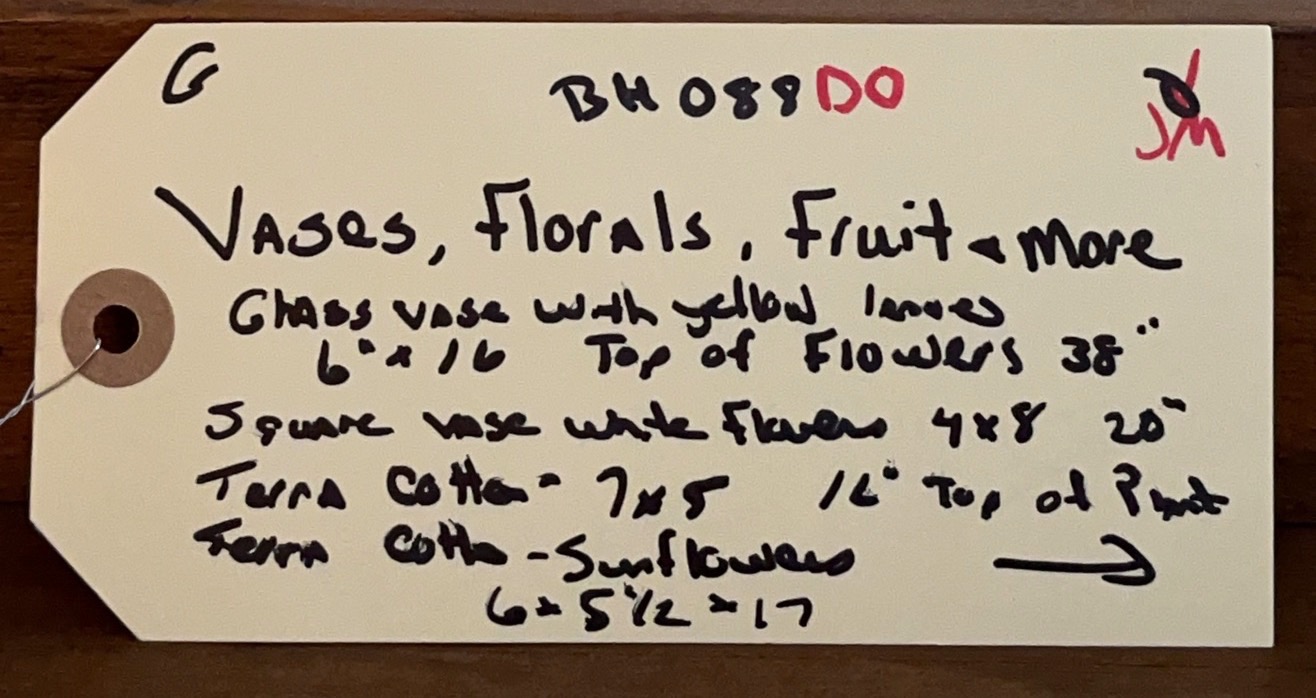 G BH088DO JM
Vases, Florals, Fruit & More
Glass vase with yellow leaves
6" x 16 Top of Flowers 38"
Square vase white Flowers 4x8 20"
Terra Cotta - 7x5 Top of Plant
Terra Cotta - Sunflowers →
6 x 5 1/2 x 17